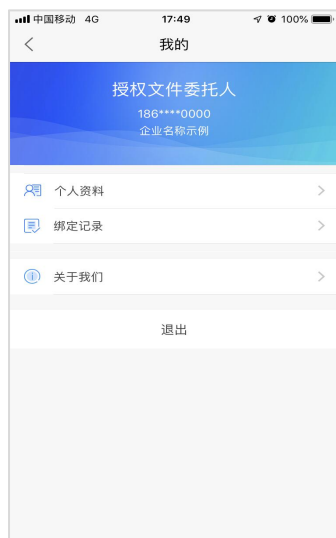 中国移动 4G 17:49 100%
我的
授权文件委托人
186****0000
企业名称示例
个人资料
绑定记录
关于我们
退出